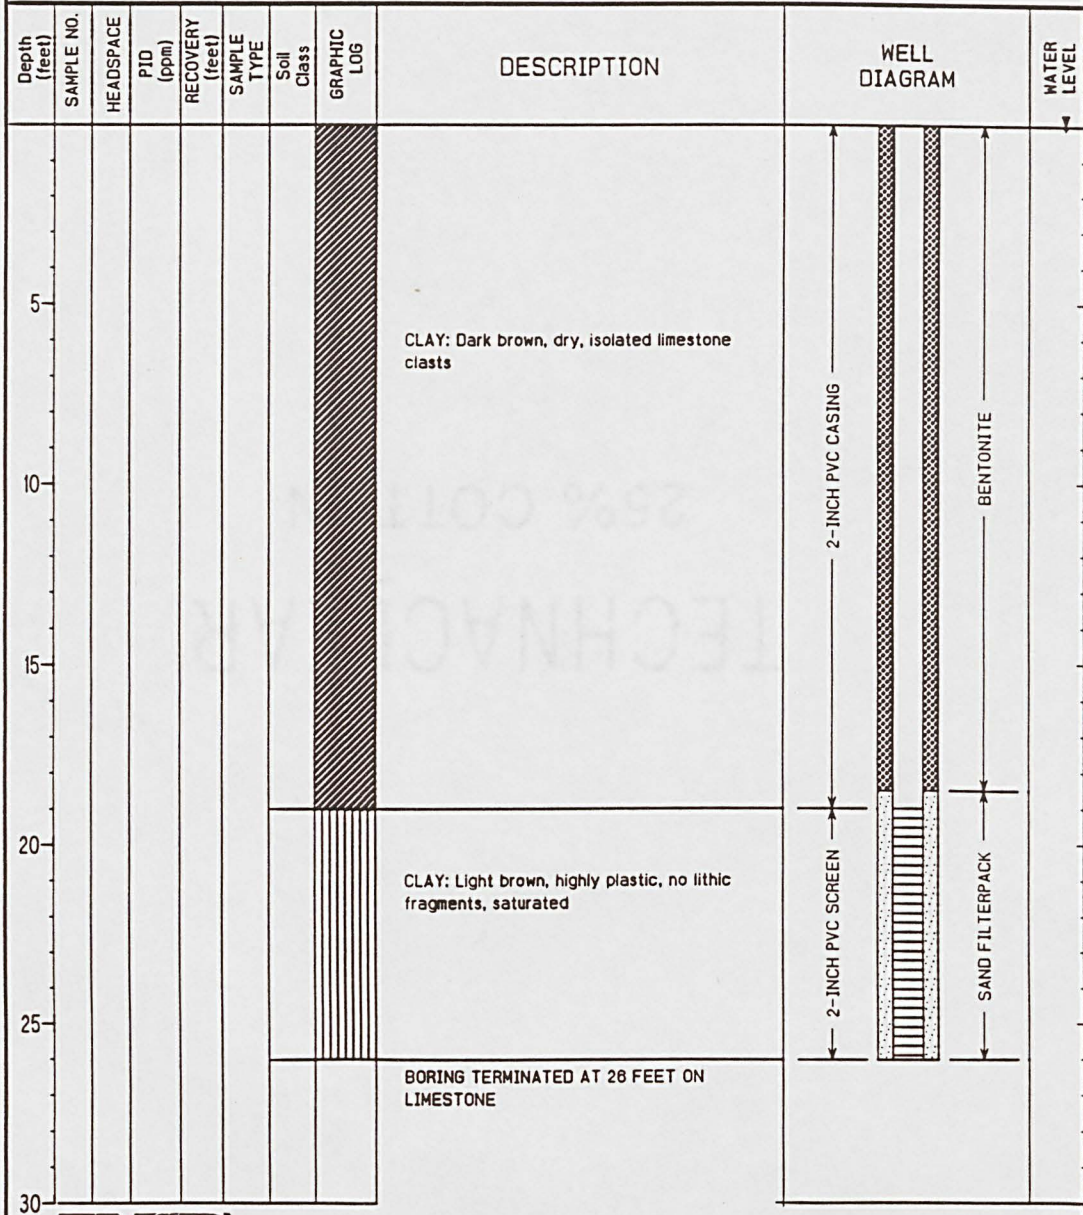 Depth (feet)
SAMPLE NO.
HEADSPACE
PID (ppm)
RECOVERY (feet)
SAMPLE TYPE
Soil Class
GRAPHIC LOG
DESCRIPTION
WELL
DIAGRAM
WATER LEVEL
5
CLAY: Dark brown, dry, isolated limestone
clasts
2-INCH PVC CASING
BENTONITE
10
15
20
CLAY: Light brown, highly plastic, no lithic
fragments, saturated
2-INCH PVC SCREEN
SAND FILTERPACK
25
BORING TERMINATED AT 26 FEET ON
LIMESTONE
30